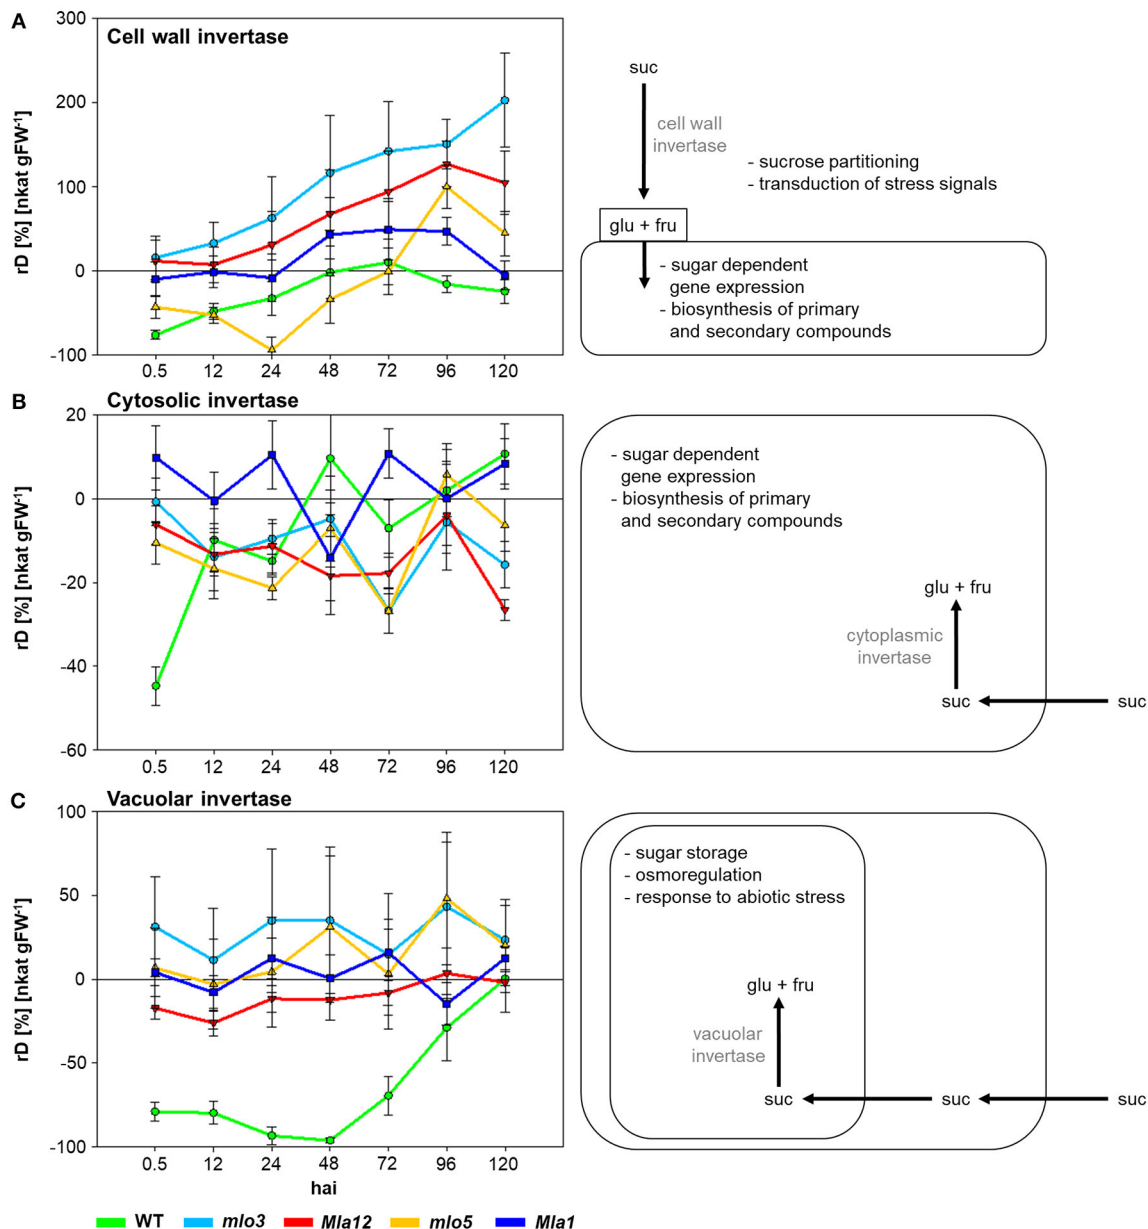 A
Cell wall invertase
rD [%] [nkat gFW⁻¹]
300
200
100
0
-100
0.5 12 24 48 72 96 120
suc
cell wall
invertase
- sucrose partitioning
- transduction of stress signals
glu + fru
- sugar dependent
gene expression
- biosynthesis of primary
and secondary compounds
B
Cytosolic invertase
rD [%] [nkat gFW⁻¹]
20
0
-20
-40
-60
0.5 12 24 48 72 96 120
- sugar dependent
gene expression
- biosynthesis of primary
and secondary compounds
glu + fru
cytoplasmic
invertase
suc suc
C
Vacuolar invertase
rD [%] [nkat gFW⁻¹]
100
50
0
-50
-100
0.5 12 24 48 72 96 120
hai
- sugar storage
- osmoregulation
- response to abiotic stress
glu + fru
vacuolar
invertase
suc suc suc
WT mlo3 Mla12 mlo5 Mla1